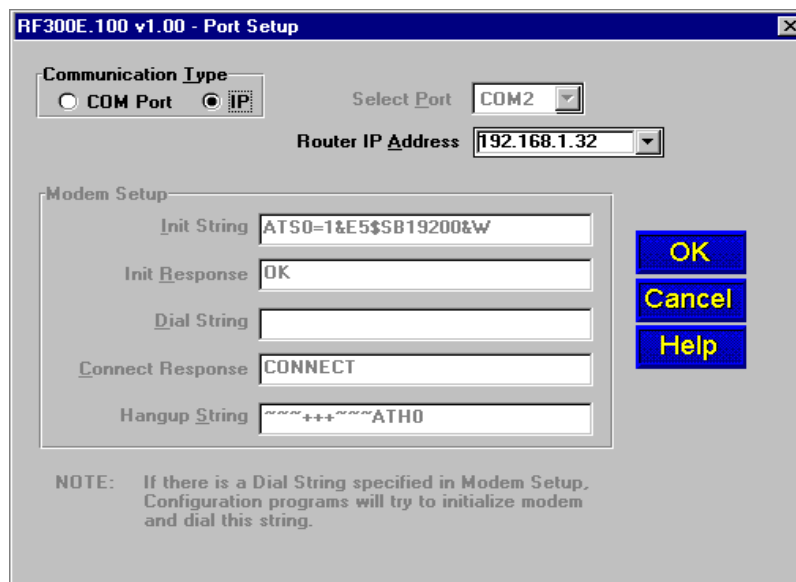 RF300E.100 v1.00 - Port Setup
Communication Type
COM Port IP
Select Port COM2
Router IP Address 192.168.1.32
Modem Setup
Init String ATS0=1&E5$SB19200&W
Init Response OK
Dial String
Connect Response CONNECT
Hangup String ~~~+++~~~ATH0
OK
Cancel
Help
NOTE: If there is a Dial String specified in Modem Setup,
Configuration programs will try to initialize modem
and dial this string.